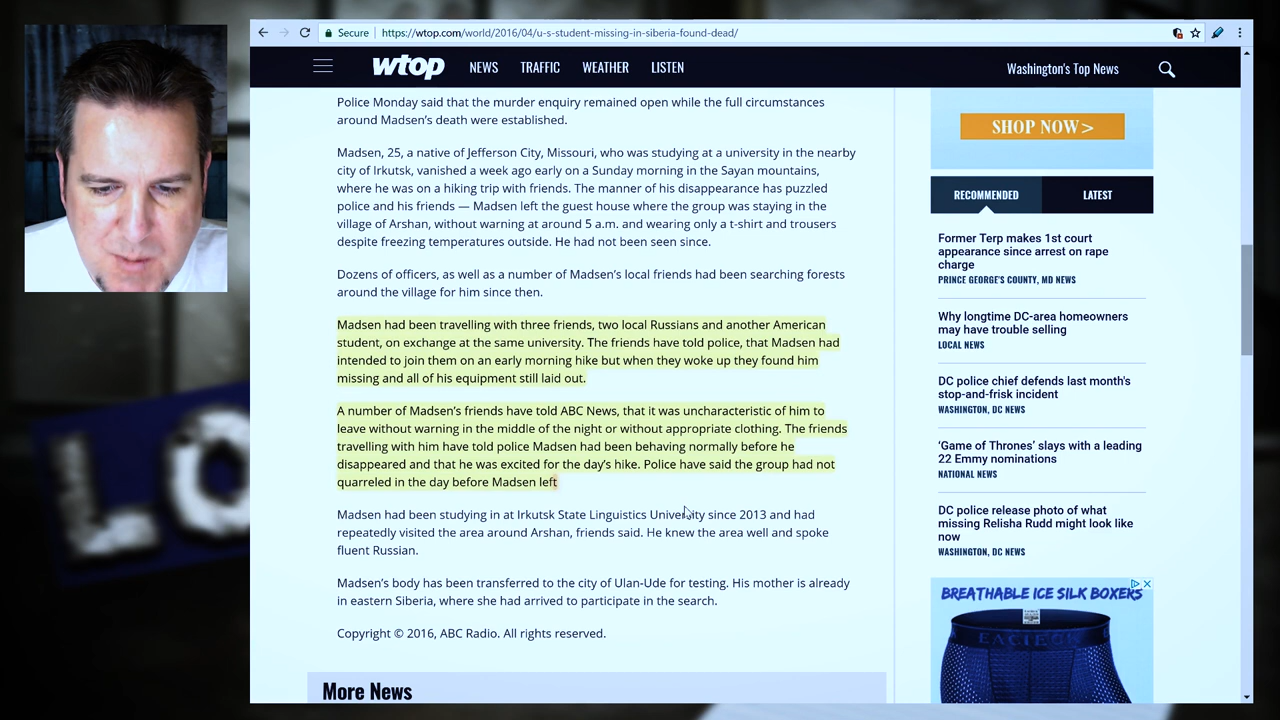 Secure
https://wtop.com/world/2016/04/u-s-student-missing-in-siberia-found-dead/
wtop
NEWS
TRAFFIC
WEATHER
LISTEN
Washington's Top News
Police Monday said that the murder enquiry remained open while the full circumstances
around Madsen's death were established.
Madsen, 25, a native of Jefferson City, Missouri, who was studying at a university in the nearby
city of Irkutsk, vanished a week ago early on a Sunday morning in the Sayan mountains,
where he was on a hiking trip with friends. The manner of his disappearance has puzzled
police and his friends — Madsen left the guest house where the group was staying in the
village of Arshan, without warning at around 5 a.m. and wearing only a t-shirt and trousers
despite freezing temperatures outside. He had not been seen since.
Dozens of officers, as well as a number of Madsen's local friends had been searching forests
around the village for him since then.
Madsen had been travelling with three friends, two local Russians and another American
student, on exchange at the same university. The friends have told police, that Madsen had
intended to join them on an early morning hike but when they woke up they found him
missing and all of his equipment still laid out.
A number of Madsen's friends have told ABC News, that it was uncharacteristic of him to
leave without warning in the middle of the night or without appropriate clothing. The friends
travelling with him have told police Madsen had been behaving normally before he
disappeared and that he was excited for the day's hike. Police have said the group had not
quarreled in the day before Madsen left
Madsen had been studying in at Irkutsk State Linguistics University since 2013 and had
repeatedly visited the area around Arshan, friends said. He knew the area well and spoke
fluent Russian.
Madsen's body has been transferred to the city of Ulan-Ude for testing. His mother is already
in eastern Siberia, where she had arrived to participate in the search.
Copyright © 2016, ABC Radio. All rights reserved.
More News
SHOP NOW>
RECOMMENDED
LATEST
Former Terp makes 1st court
appearance since arrest on rape
charge
PRINCE GEORGE'S COUNTY, MD NEWS
Why longtime DC-area homeowners
may have trouble selling
LOCAL NEWS
DC police chief defends last month's
stop-and-frisk incident
WASHINGTON, DC NEWS
'Game of Thrones' slays with a leading
22 Emmy nominations
NATIONAL NEWS
DC police release photo of what
missing Relisha Rudd might look like
now
WASHINGTON, DC NEWS
BREATHABLE ICE SILK BOXERS
LO